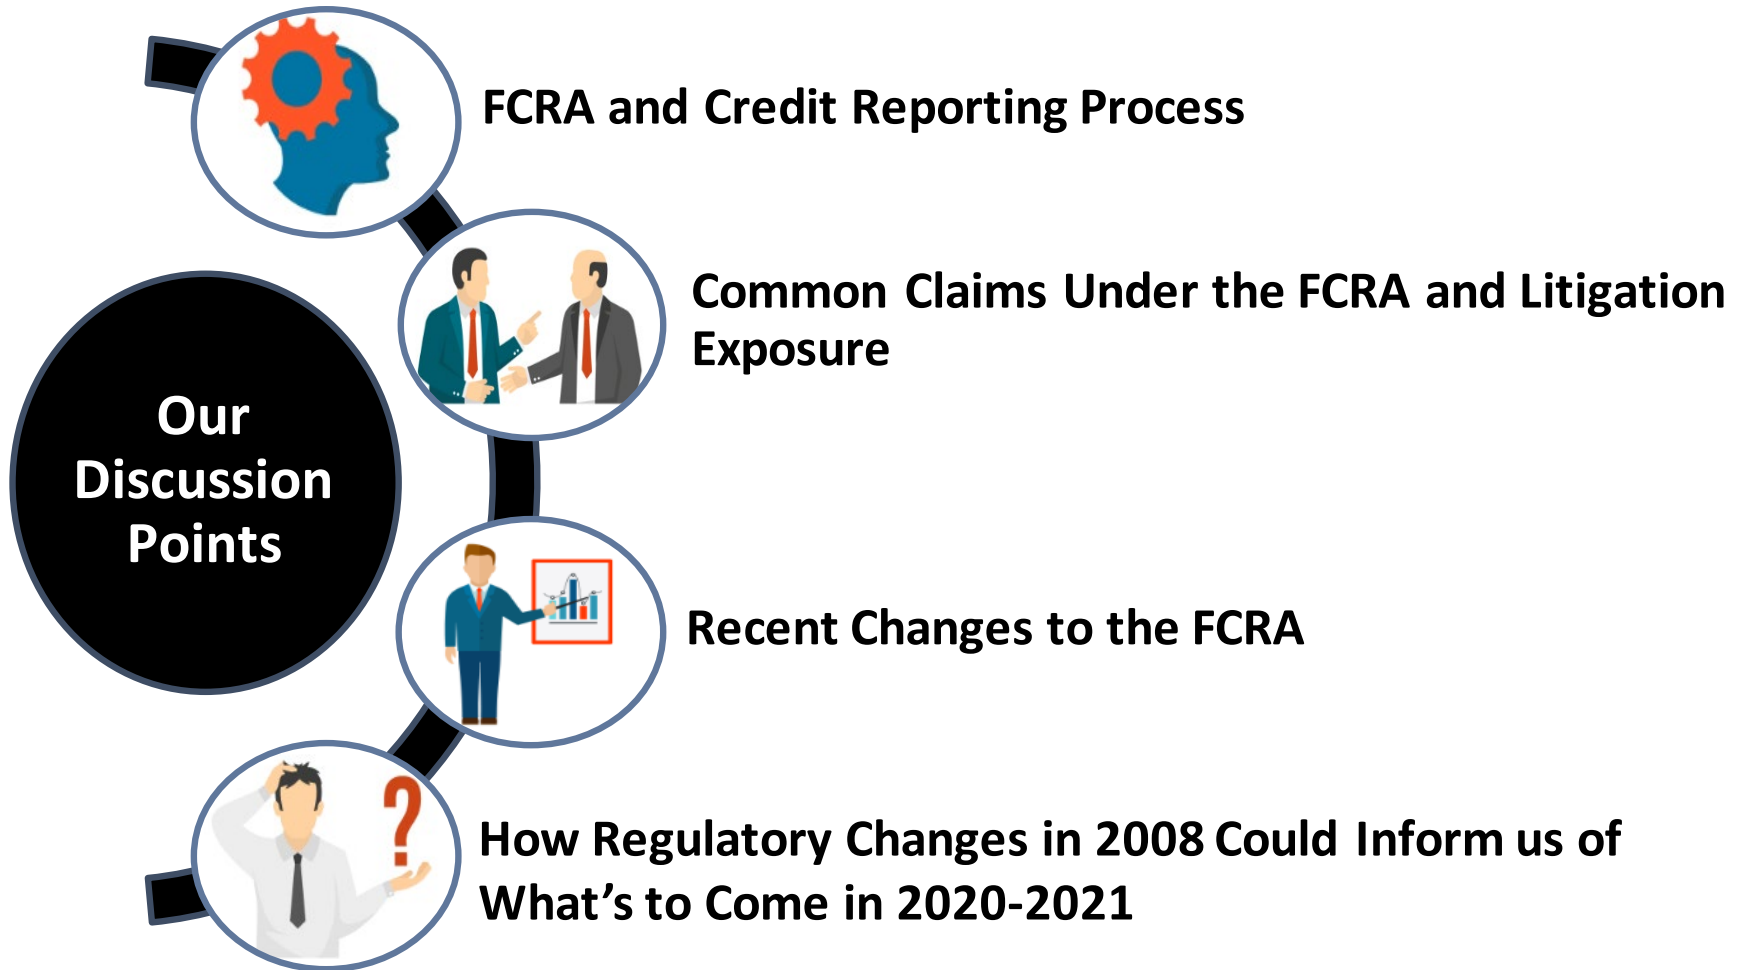 FCRA and Credit Reporting Process
Common Claims Under the FCRA and Litigation
Exposure
Our
Discussion
Points
Recent Changes to the FCRA
?
How Regulatory Changes in 2008 Could Inform us of
What's to Come in 2020-2021